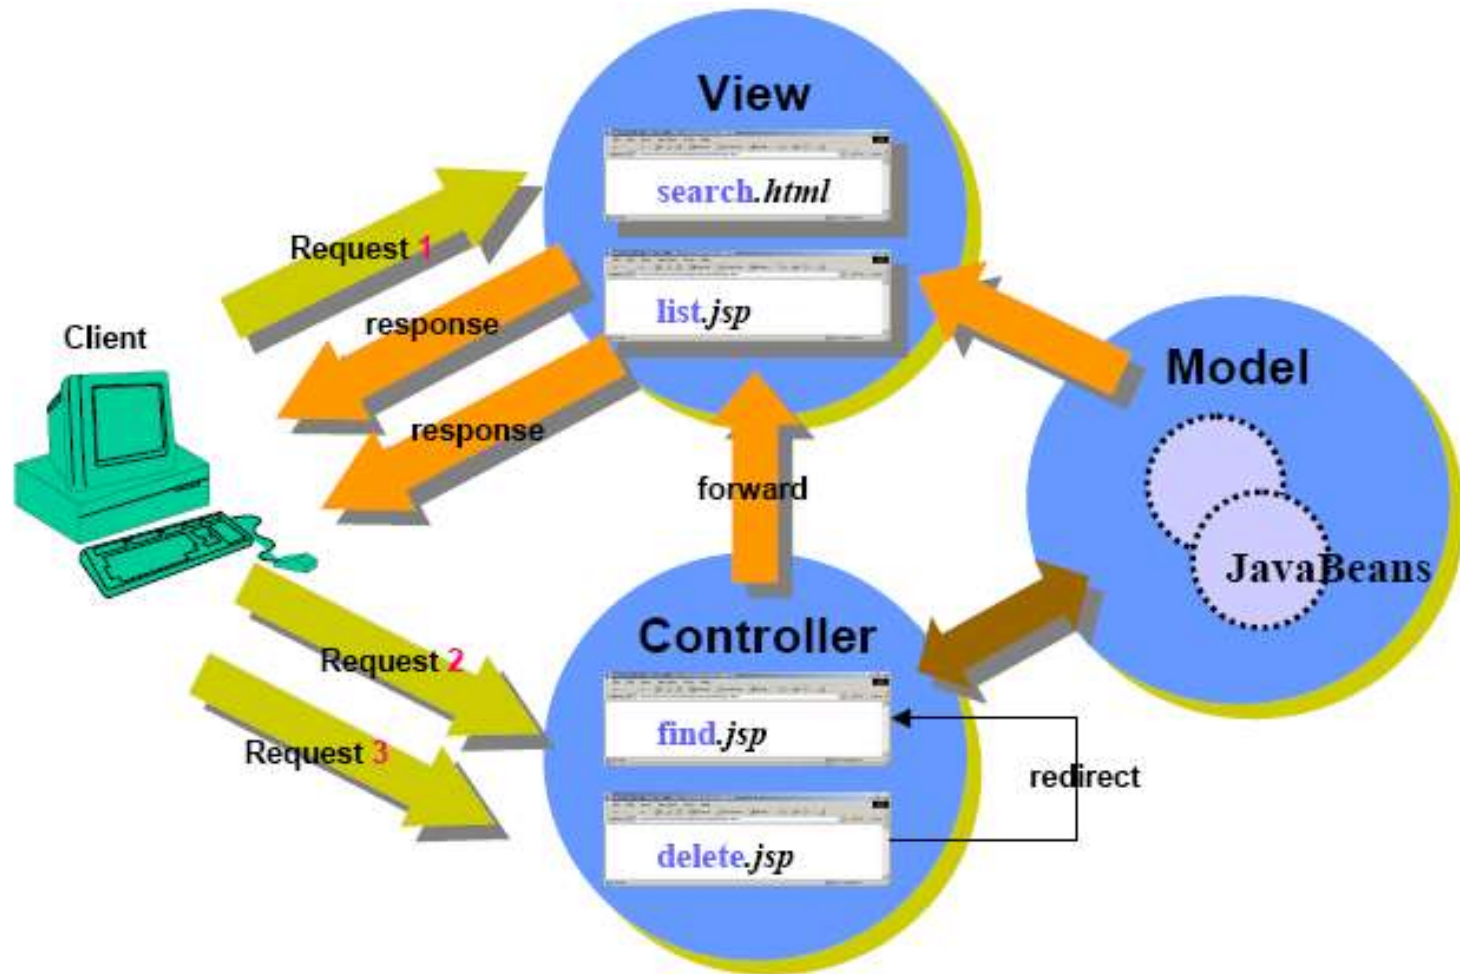 View
search.html
Request 1
list.jsp
response
Client
Model
response
forward
JavaBeans
Controller
Request 2
find.jsp
Request 3
redirect
delete.jsp